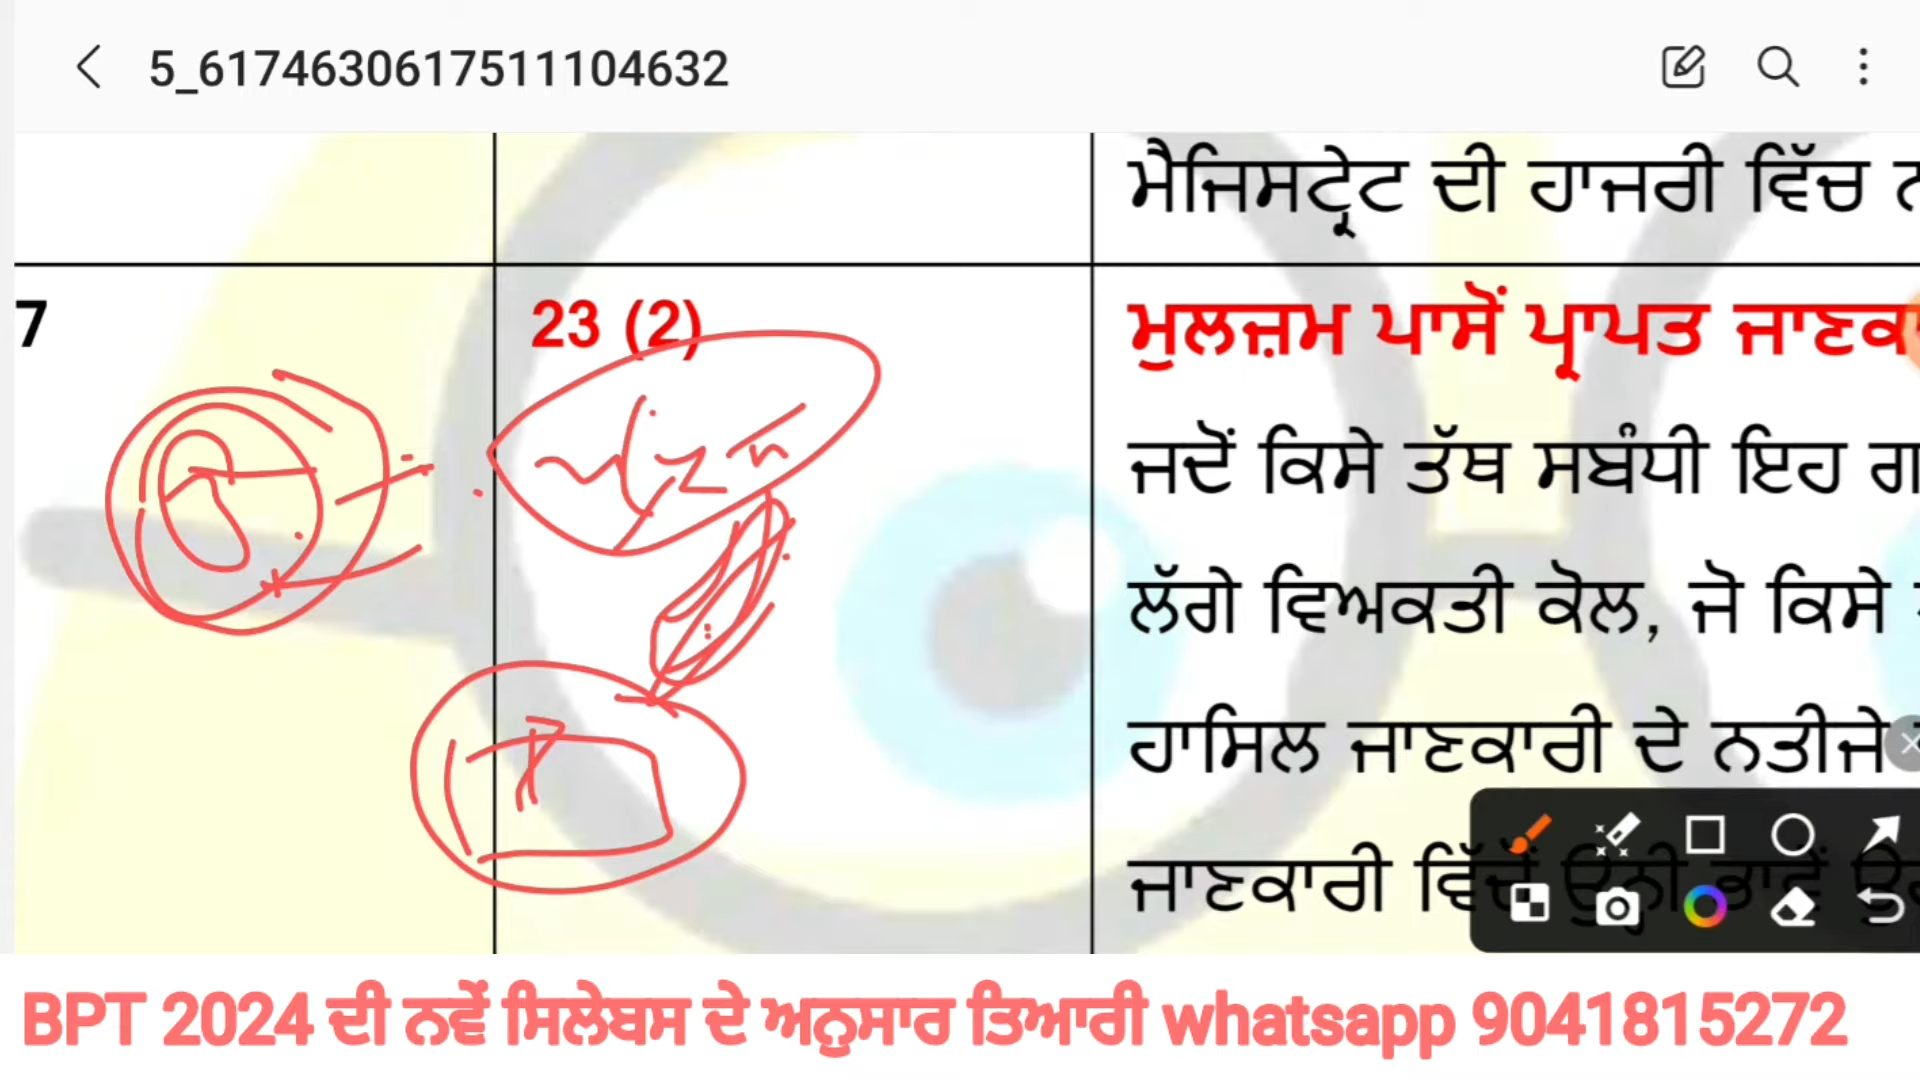 5_6174630617511104632
ਮੈਜਿਸਟ੍ਰੇਟ ਦੀ ਹਾਜਰੀ ਵਿੱਚ
7
23 (2)
ਮੁਲਜ਼ਮ ਪਾਸੋਂ ਪ੍ਰਾਪਤ
ਜਦੋਂ ਕਿਸੇ ਤੱਥ ਸਬੰਧੀ ਇਹ
ਲੱਗੇ ਵਿਅਕਤੀ ਕੋਲ, ਜੋ ਕਿਸੇ
ਹਾਸਿਲ ਜਾਣਕਾਰੀ ਦੇ ਨਤੀਜੇ
ਜਾਣਕਾਰੀ ਵਿੱਚੋਂ
BPT 2024 ਦੀ ਨਵੇਂ ਸਿਲੇਬਸ ਦੇ ਅਨੁਸਾਰ ਤਿਆਰੀ whatsapp 9041815272